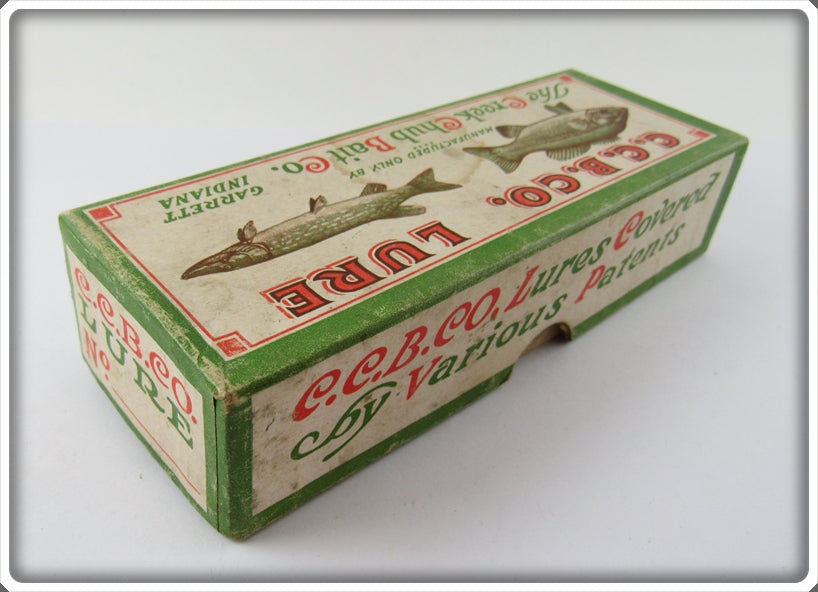 C.C.B.CO. LURE
MANUFACTURED ONLY BY
The Creek Chub Bait Co.
GARRETT
INDIANA
C.C.B.CO. Lures Covered
by Various Patents
C.C.B.CO.
LURE
No